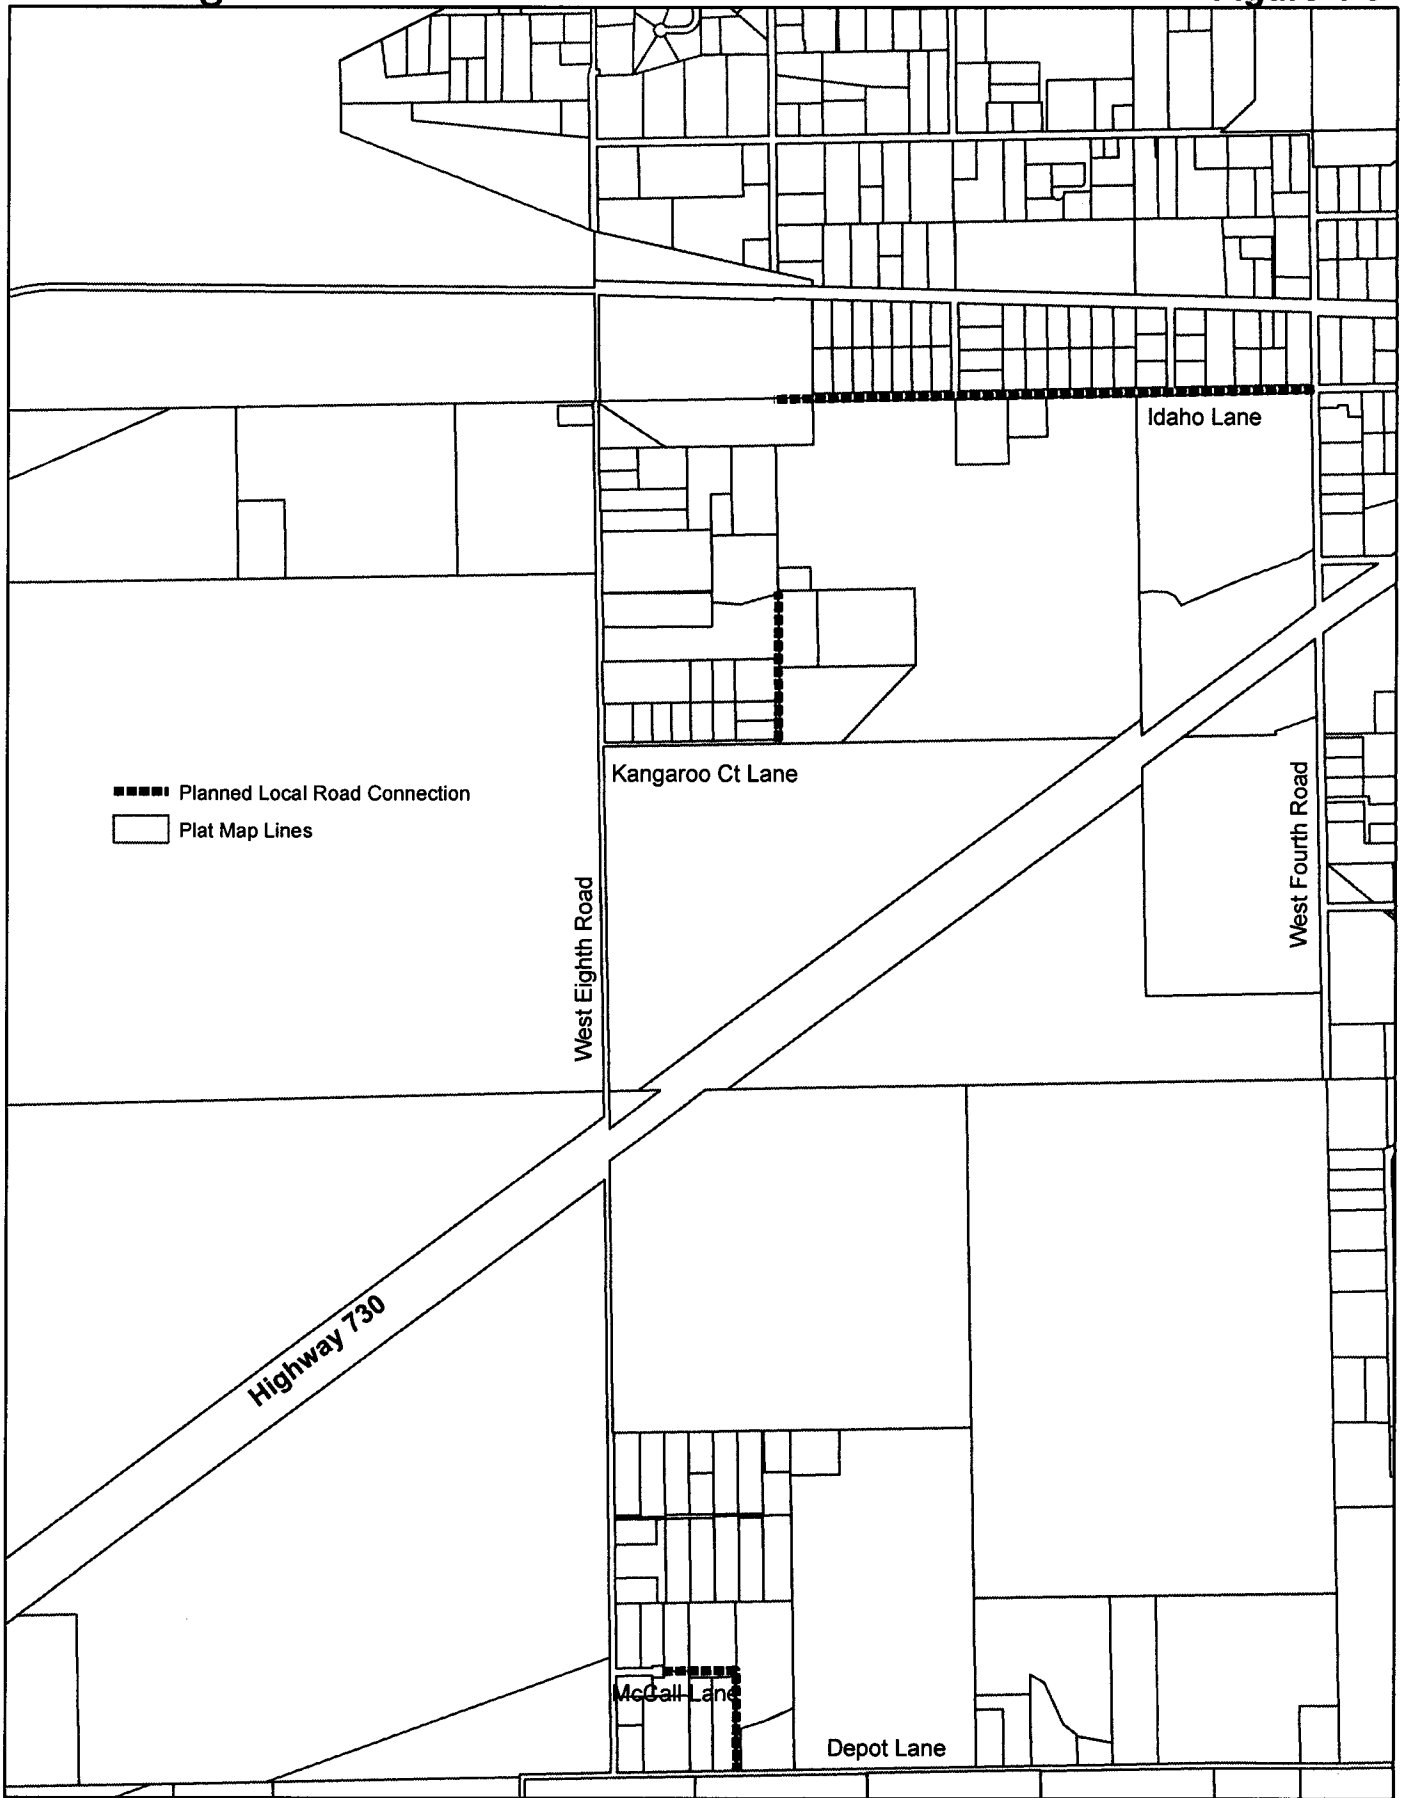 Idaho Lane
Kangaroo Ct Lane
Planned Local Road Connection
Plat Map Lines
West Fourth Road
West Eighth Road
Highway 730
McCall Lane
Depot Lane